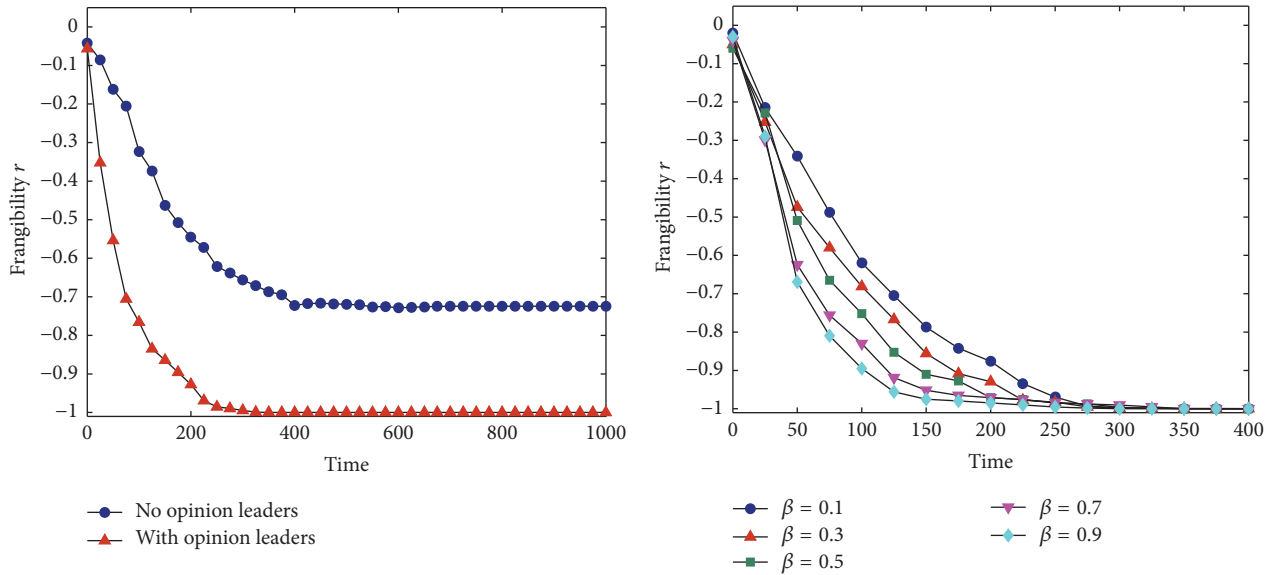 0
−0.1
−0.2
−0.3
−0.4
−0.5
−0.6
−0.7
−0.8
−0.9
−1
Frangibility r
0 200 400 600 800 1000
Time
No opinion leaders
With opinion leaders
0
−0.1
−0.2
−0.3
−0.4
−0.5
−0.6
−0.7
−0.8
−0.9
−1
Frangibility r
0 50 100 150 200 250 300 350 400
Time
β = 0.1
β = 0.3
β = 0.5
β = 0.7
β = 0.9